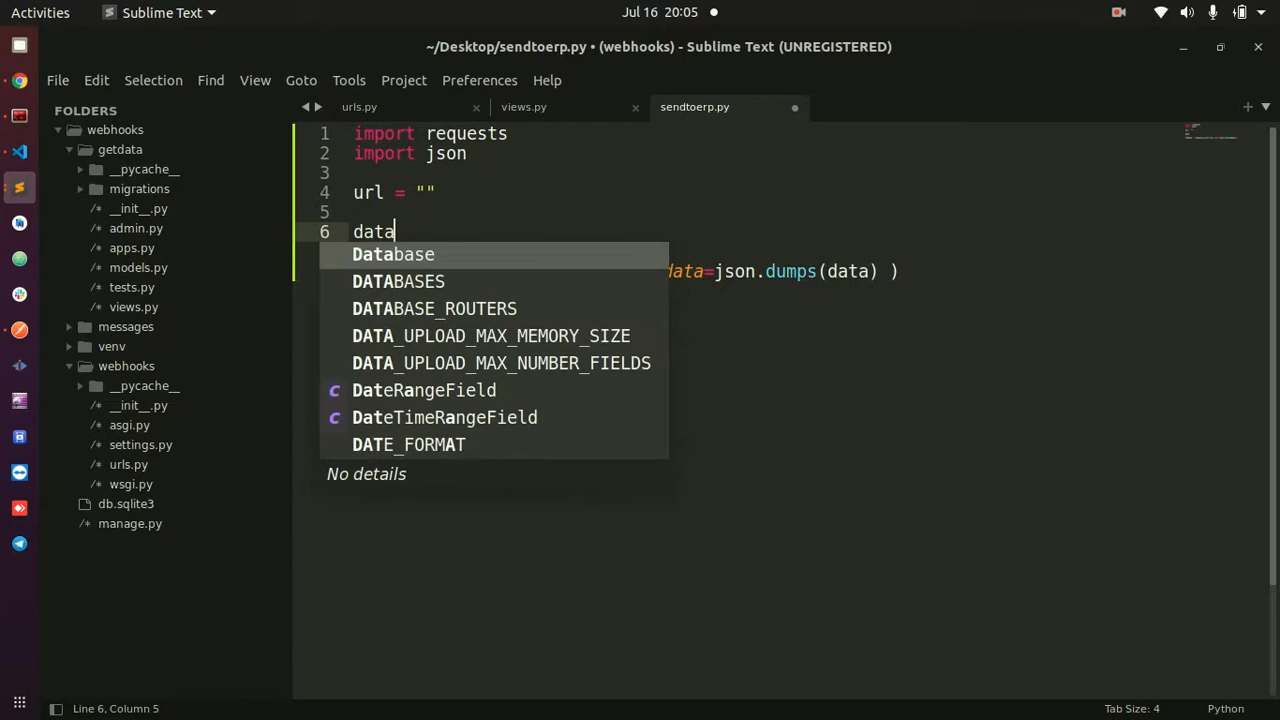 Activities Sublime Text Jul 16 20:05
~/Desktop/sendtoerp.py • (webhooks) - Sublime Text (UNREGISTERED)
File Edit Selection Find View Goto Tools Project Preferences Help
FOLDERS
webhooks
getdata
__pycache__
migrations
/* __init__.py
/* admin.py
/* apps.py
/* models.py
/* tests.py
/* views.py
messages
venv
webhooks
__pycache__
/* __init__.py
/* asgi.py
/* settings.py
/* urls.py
/* wsgi.py
db.sqlite3
/* manage.py
urls.py views.py sendtoerp.py
1 import requests
2 import json
3
4 url = ""
5
6 data
data=json.dumps(data) )
Database
DATABASES
DATABASE_ROUTERS
DATA_UPLOAD_MAX_MEMORY_SIZE
DATA_UPLOAD_MAX_NUMBER_FIELDS
c DateRangeField
c DateTimeRangeField
DATE_FORMAT
No details
Line 6, Column 5 Tab Size: 4 Python